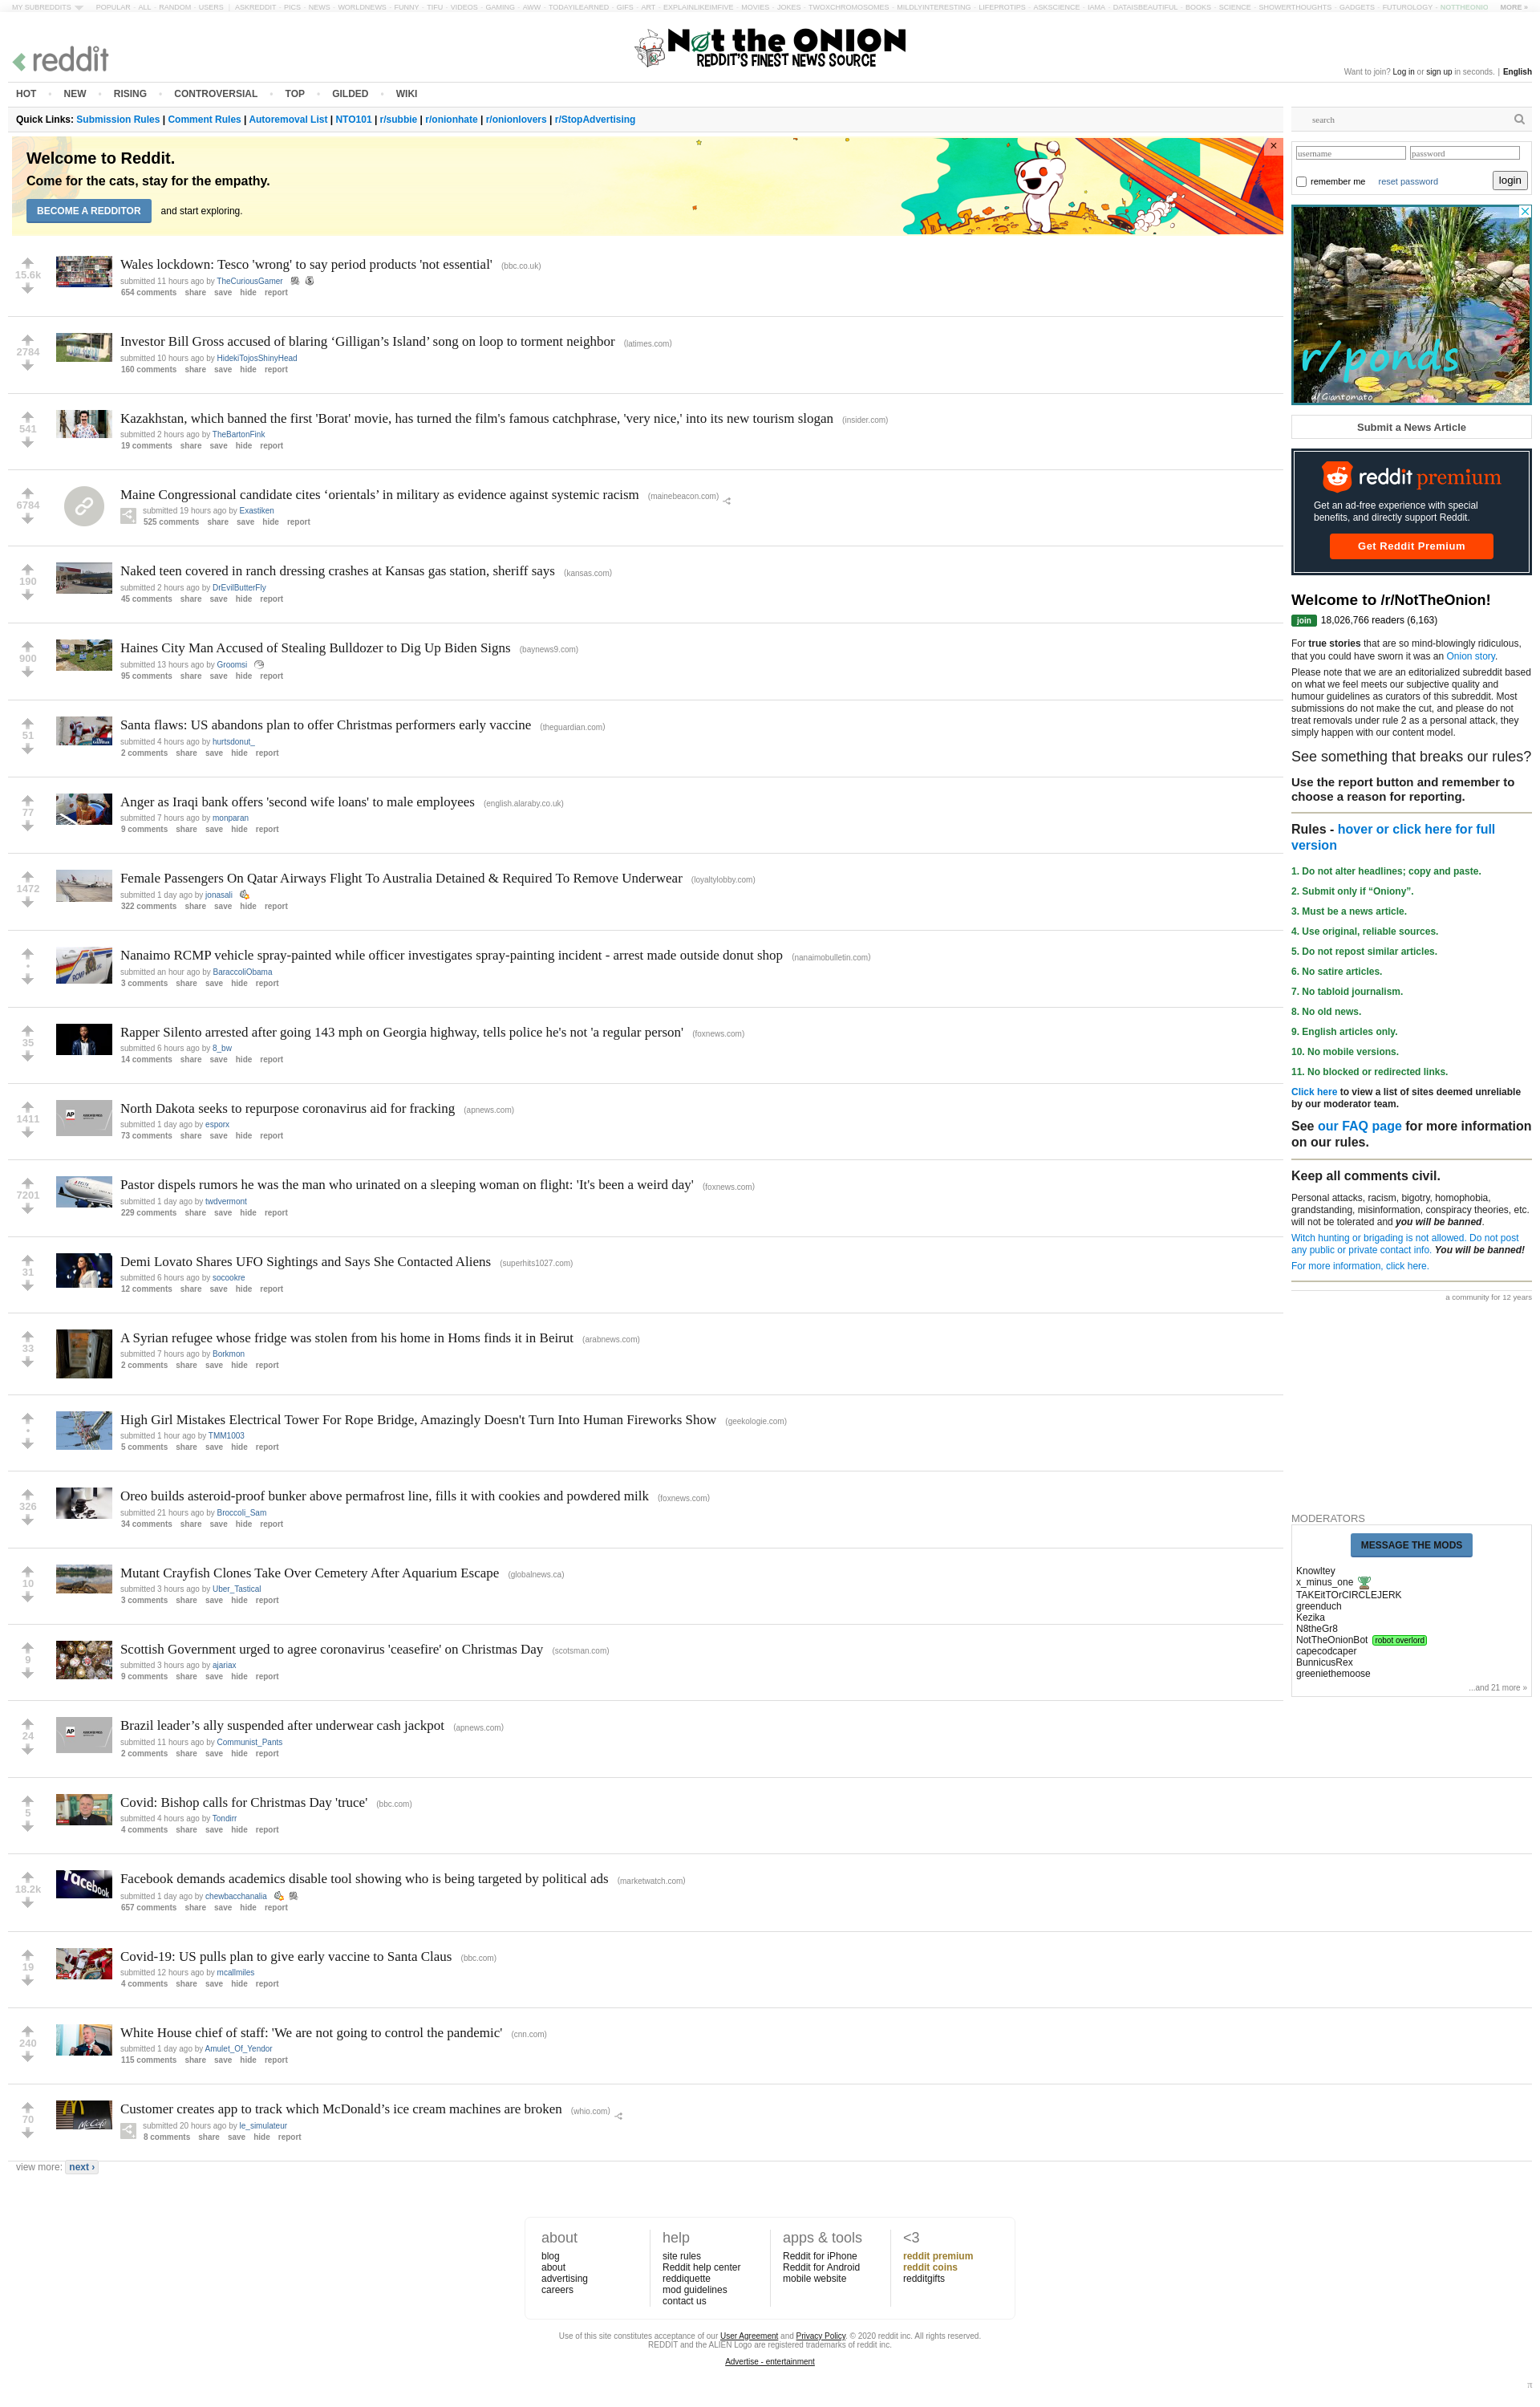 MY SUBREDDITS POPULAR - ALL - RANDOM - USERS | ASKREDDIT - PICS - NEWS - WORLDNEWS - FUNNY - TIFU - VIDEOS - GAMING - AWW - TODAYILEARNED - GIFS - ART - EXPLAINLIKEIMFIVE - MOVIES - JOKES - TWOXCHROMOSOMES - MILDLYINTERESTING - LIFEPROTIPS - ASKSCIENCE - IAMA - DATAISBEAUTIFUL - BOOKS - SCIENCE - SHOWERTHOUGHTS - GADGETS - FUTUROLOGY - NOTTHEONIO MORE »
reddit
Not the ONION
REDDIT'S FINEST NEWS SOURCE
Want to join? Log in or sign up in seconds. | English
HOT • NEW • RISING • CONTROVERSIAL • TOP • GILDED • WIKI
Quick Links: Submission Rules | Comment Rules | Autoremoval List | NTO101 | r/subbie | r/onionhate | r/onionlovers | r/StopAdvertising
Welcome to Reddit.
Come for the cats, stay for the empathy.
BECOME A REDDITOR and start exploring.
×
15.6k
Wales lockdown: Tesco 'wrong' to say period products 'not essential' (bbc.co.uk)
submitted 11 hours ago by TheCuriousGamer
654 comments share save hide report
2784
Investor Bill Gross accused of blaring ‘Gilligan’s Island’ song on loop to torment neighbor (latimes.com)
submitted 10 hours ago by HidekiTojosShinyHead
160 comments share save hide report
541
Kazakhstan, which banned the first 'Borat' movie, has turned the film's famous catchphrase, 'very nice,' into its new tourism slogan (insider.com)
submitted 2 hours ago by TheBartonFink
19 comments share save hide report
6784
Maine Congressional candidate cites ‘orientals’ in military as evidence against systemic racism (mainebeacon.com)
submitted 19 hours ago by Exastiken
525 comments share save hide report
190
Naked teen covered in ranch dressing crashes at Kansas gas station, sheriff says (kansas.com)
submitted 2 hours ago by DrEvilButterFly
45 comments share save hide report
900
Haines City Man Accused of Stealing Bulldozer to Dig Up Biden Signs (baynews9.com)
submitted 13 hours ago by Groomsi
95 comments share save hide report
51
Santa flaws: US abandons plan to offer Christmas performers early vaccine (theguardian.com)
submitted 4 hours ago by hurtsdonut_
2 comments share save hide report
77
Anger as Iraqi bank offers 'second wife loans' to male employees (english.alaraby.co.uk)
submitted 7 hours ago by monparan
9 comments share save hide report
1472
Female Passengers On Qatar Airways Flight To Australia Detained & Required To Remove Underwear (loyaltylobby.com)
submitted 1 day ago by jonasali
322 comments share save hide report
•
Nanaimo RCMP vehicle spray-painted while officer investigates spray-painting incident - arrest made outside donut shop (nanaimobulletin.com)
submitted an hour ago by BaraccoliObama
3 comments share save hide report
35
Rapper Silento arrested after going 143 mph on Georgia highway, tells police he's not 'a regular person' (foxnews.com)
submitted 6 hours ago by 8_bw
14 comments share save hide report
1411
AP
North Dakota seeks to repurpose coronavirus aid for fracking (apnews.com)
submitted 1 day ago by esporx
73 comments share save hide report
7201
Pastor dispels rumors he was the man who urinated on a sleeping woman on flight: 'It's been a weird day' (foxnews.com)
submitted 1 day ago by twdvermont
229 comments share save hide report
31
Demi Lovato Shares UFO Sightings and Says She Contacted Aliens (superhits1027.com)
submitted 6 hours ago by socookre
12 comments share save hide report
33
A Syrian refugee whose fridge was stolen from his home in Homs finds it in Beirut (arabnews.com)
submitted 7 hours ago by Borkmon
2 comments share save hide report
•
High Girl Mistakes Electrical Tower For Rope Bridge, Amazingly Doesn't Turn Into Human Fireworks Show (geekologie.com)
submitted 1 hour ago by TMM1003
5 comments share save hide report
326
Oreo builds asteroid-proof bunker above permafrost line, fills it with cookies and powdered milk (foxnews.com)
submitted 21 hours ago by Broccoli_Sam
34 comments share save hide report
10
Mutant Crayfish Clones Take Over Cemetery After Aquarium Escape (globalnews.ca)
submitted 3 hours ago by Uber_Tastical
3 comments share save hide report
9
Scottish Government urged to agree coronavirus 'ceasefire' on Christmas Day (scotsman.com)
submitted 3 hours ago by ajariax
9 comments share save hide report
24
AP
Brazil leader’s ally suspended after underwear cash jackpot (apnews.com)
submitted 11 hours ago by Communist_Pants
2 comments share save hide report
5
Covid: Bishop calls for Christmas Day 'truce' (bbc.com)
submitted 4 hours ago by Tondirr
4 comments share save hide report
18.2k
facebook
Facebook demands academics disable tool showing who is being targeted by political ads (marketwatch.com)
submitted 1 day ago by chewbacchanalia
657 comments share save hide report
19
Covid-19: US pulls plan to give early vaccine to Santa Claus (bbc.com)
submitted 12 hours ago by mcallmiles
4 comments share save hide report
240
White House chief of staff: 'We are not going to control the pandemic' (cnn.com)
submitted 1 day ago by Amulet_Of_Yendor
115 comments share save hide report
70
McCafé
Customer creates app to track which McDonald’s ice cream machines are broken (whio.com)
submitted 20 hours ago by le_simulateur
8 comments share save hide report
view more: next ›
search
username password
remember me reset password login
r/ponds
u/Giantomato
Submit a News Article
reddit premium
Get an ad-free experience with special
benefits, and directly support Reddit.
Get Reddit Premium
Welcome to /r/NotTheOnion!
join 18,026,766 readers (6,163)
For true stories that are so mind-blowingly ridiculous,
that you could have sworn it was an Onion story.
Please note that we are an editorialized subreddit based
on what we feel meets our subjective quality and
humour guidelines as curators of this subreddit. Most
submissions do not make the cut, and please do not
treat removals under rule 2 as a personal attack, they
simply happen with our content model.
See something that breaks our rules?
Use the report button and remember to
choose a reason for reporting.
Rules - hover or click here for full
version
1. Do not alter headlines; copy and paste.
2. Submit only if “Oniony”.
3. Must be a news article.
4. Use original, reliable sources.
5. Do not repost similar articles.
6. No satire articles.
7. No tabloid journalism.
8. No old news.
9. English articles only.
10. No mobile versions.
11. No blocked or redirected links.
Click here to view a list of sites deemed unreliable
by our moderator team.
See our FAQ page for more information
on our rules.
Keep all comments civil.
Personal attacks, racism, bigotry, homophobia,
grandstanding, misinformation, conspiracy theories, etc.
will not be tolerated and you will be banned.
Witch hunting or brigading is not allowed. Do not post
any public or private contact info. You will be banned!
For more information, click here.
a community for 12 years
MODERATORS
MESSAGE THE MODS
Knowltey
x_minus_one
TAKEitTOrCIRCLEJERK
greenduch
Kezika
N8theGr8
NotTheOnionBot robot overlord
capecodcaper
BunnicusRex
greeniethemoose
...and 21 more »
about
blog
about
advertising
careers
help
site rules
Reddit help center
reddiquette
mod guidelines
contact us
apps & tools
Reddit for iPhone
Reddit for Android
mobile website
<3
reddit premium
reddit coins
redditgifts
Use of this site constitutes acceptance of our User Agreement and Privacy Policy. © 2020 reddit inc. All rights reserved.
REDDIT and the ALIEN Logo are registered trademarks of reddit inc.
Advertise - entertainment
π